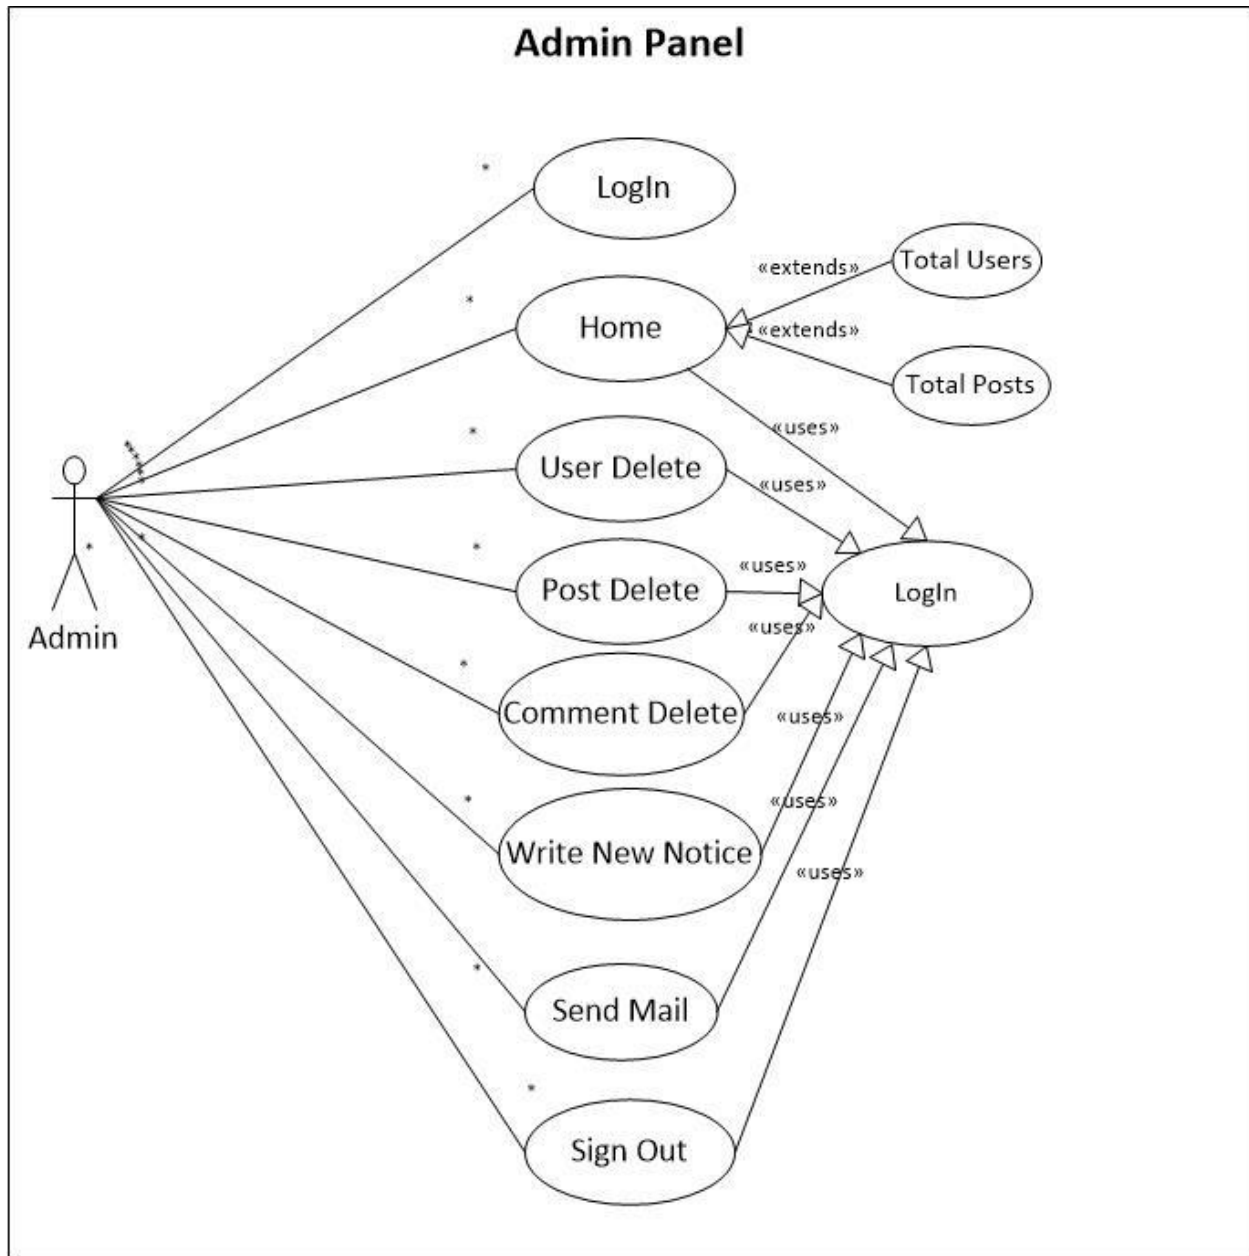 Admin Panel
*
LogIn
Total Users
«extends»
*
Home
«extends»
Total Posts
«uses»
*
User Delete
«uses»
*
Post Delete
«uses»
LogIn
*
*
Admin
«uses»
*
Comment Delete
«uses»
*
«uses»
Write New Notice
«uses»
*
Send Mail
*
Sign Out